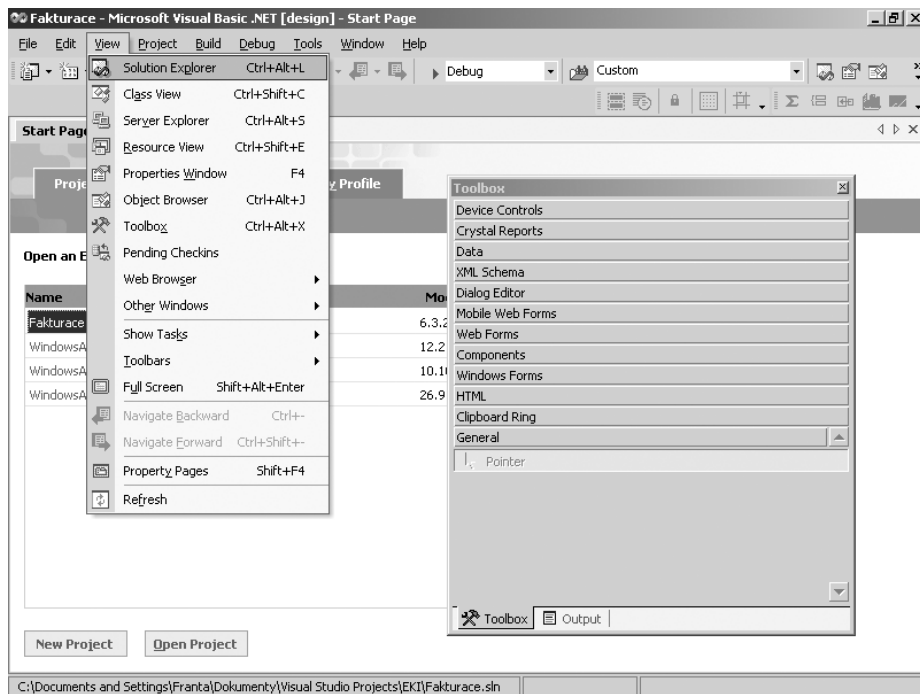 Fakturace - Microsoft Visual Basic .NET [design] - Start Page
File Edit View Project Build Debug Tools Window Help
Debug Custom
Solution Explorer Ctrl+Alt+L
Class View Ctrl+Shift+C
Server Explorer Ctrl+Alt+S
Resource View Ctrl+Shift+E
Properties Window F4
Object Browser Ctrl+Alt+J
Toolbox Ctrl+Alt+X
Pending Checkins
Web Browser
Other Windows
Show Tasks
Toolbars
Full Screen Shift+Alt+Enter
Navigate Backward Ctrl+-
Navigate Forward Ctrl+Shift+-
Property Pages Shift+F4
Refresh
Start Page
Proje y Profile
Open an E
Name Mo
Fakturace 6.3.2
WindowsA 12.2
WindowsA 10.10
WindowsA 26.9
New Project Open Project
Toolbox
Device Controls
Crystal Reports
Data
XML Schema
Dialog Editor
Mobile Web Forms
Web Forms
Components
Windows Forms
HTML
Clipboard Ring
General
Pointer
Toolbox Output
C:\Documents and Settings\Franta\Dokumenty\Visual Studio Projects\EKI\Fakturace.sln